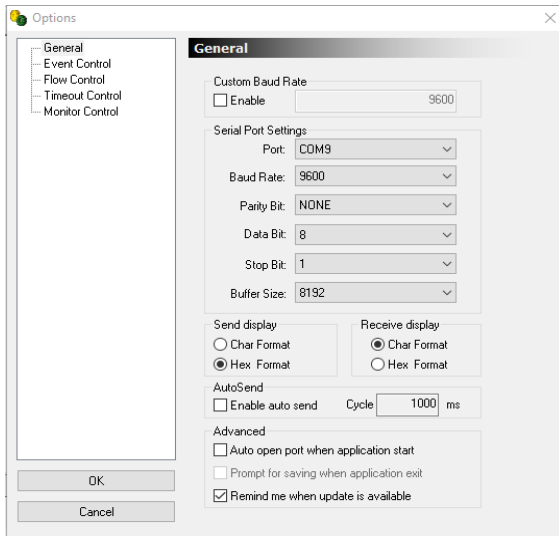 Options
General
Event Control
Flow Control
Timeout Control
Monitor Control
OK
Cancel
General
Custom Baud Rate
Enable 9600
Serial Port Settings
Port: COM9
Baud Rate: 9600
Parity Bit: NONE
Data Bit: 8
Stop Bit: 1
Buffer Size: 8192
Send display
Char Format
Hex Format
Receive display
Char Format
Hex Format
AutoSend
Enable auto send Cycle 1000 ms
Advanced
Auto open port when application start
Prompt for saving when application exit
Remind me when update is available